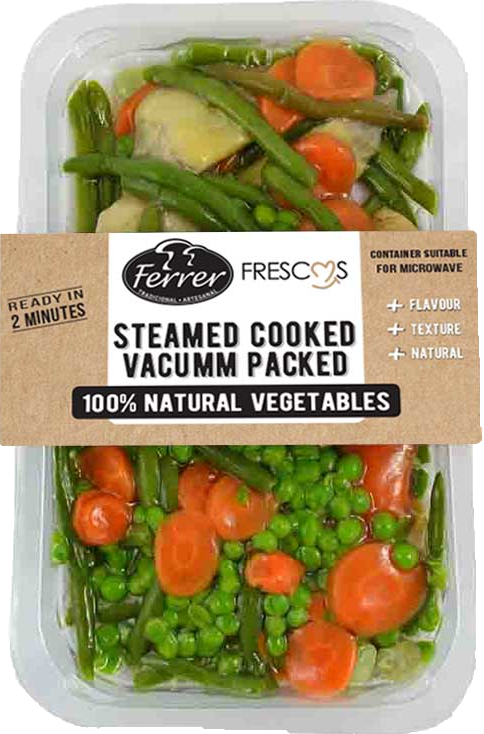 Ferrer
TRADICIONAL • ARTESANAL
FRESCOS
CONTAINER SUITABLE
FOR MICROWAVE
READY IN
2 MINUTES
+ FLAVOUR
+ TEXTURE
+ NATURAL
STEAMED COOKED
VACUMM PACKED
100% NATURAL VEGETABLES